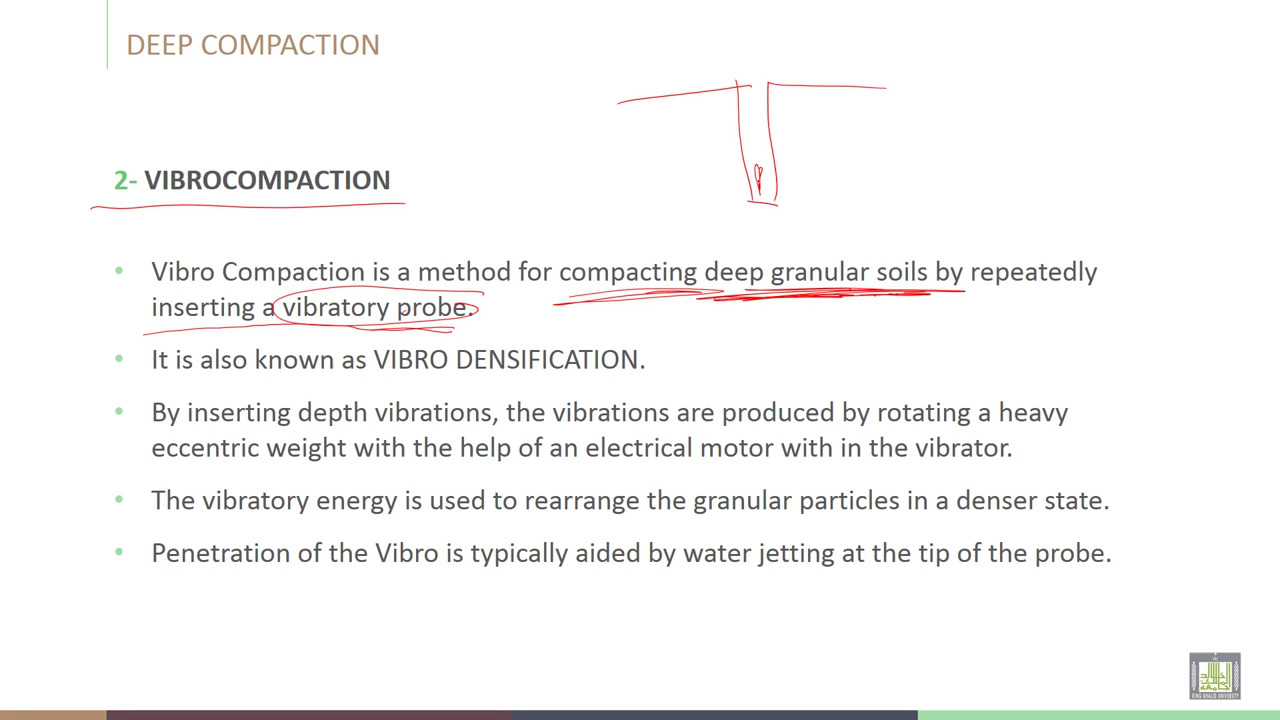 DEEP COMPACTION
2- VIBROCOMPACTION
• Vibro Compaction is a method for compacting deep granular soils by repeatedly
inserting a vibratory probe.
• It is also known as VIBRO DENSIFICATION.
• By inserting depth vibrations, the vibrations are produced by rotating a heavy
eccentric weight with the help of an electrical motor with in the vibrator.
• The vibratory energy is used to rearrange the granular particles in a denser state.
• Penetration of the Vibro is typically aided by water jetting at the tip of the probe.
KING KHALID UNIVERSITY